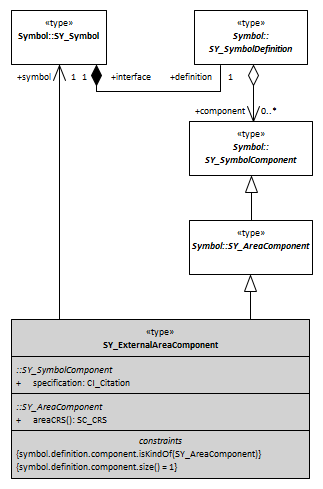 «type»
Symbol::SY_Symbol
«type»
Symbol::
SY_SymbolDefinition
+symbol
1
1
+interface
+definition
1
+component
0..*
«type»
Symbol::
SY_SymbolComponent
«type»
Symbol::SY_AreaComponent
«type»
SY_ExternalAreaComponent
::SY_SymbolComponent
+ specification: CI_Citation
::SY_AreaComponent
+ areaCRS(): SC_CRS
constraints
{symbol.definition.component.isKindOf(SY_AreaComponent)}
{symbol.definition.component.size() = 1}